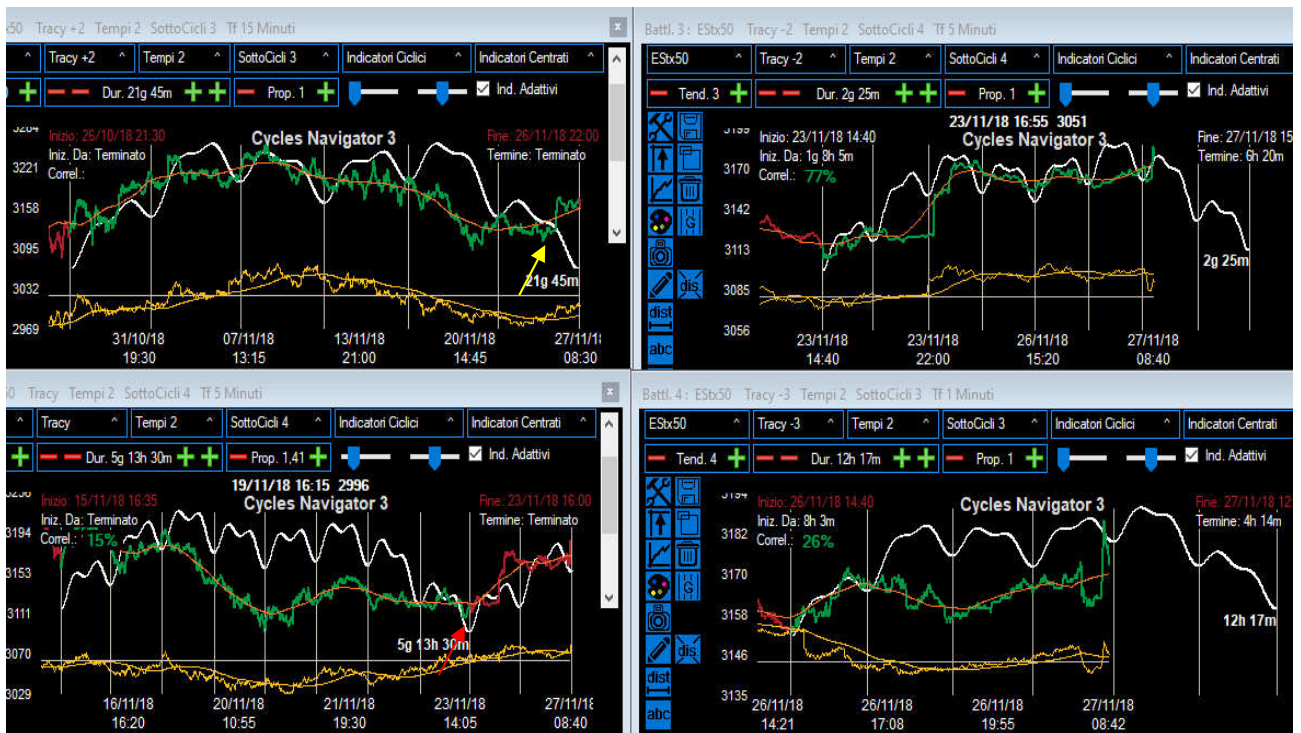 x50 Tracy +2 Tempi 2 SottoCicli 3 Tf 15 Minuti
Tracy +2 Tempi 2 SottoCicli 3 Indicatori Ciclici Indicatori Centrati
Dur. 21g 45m Prop. 1 Ind. Adattivi
Inizio: 26/10/18 21:30 Cycles Navigator 3 Fine: 26/11/18 22:00
Iniz. Da: Terminato Termine: Terminato
Correl.:
3221
3158
3095
3032
2969
21g 45m
31/10/18 07/11/18 13/11/18 20/11/18 27/11/1
19:30 13:15 21:00 14:45 08:30
Battl. 3 : EStx50 Tracy -2 Tempi 2 SottoCicli 4 Tf 5 Minuti
EStx50 Tracy -2 Tempi 2 SottoCicli 4 Indicatori Ciclici Indicatori Centrati
Tend. 3 Dur. 2g 25m Prop. 1 Ind. Adattivi
23/11/18 16:55 3051
Inizio: 23/11/18 14:40 Cycles Navigator 3 Fine: 27/11/18 15
Iniz. Da: 1g 8h 5m Termine: 6h 20m
Correl.: 77%
3170
3142
3113
3085
3056
dis
dist
abc
2g 25m
23/11/18 23/11/18 26/11/18 27/11/18
14:40 22:00 15:20 08:40
Tracy Tempi 2 SottoCicli 4 Tf 5 Minuti
Tracy Tempi 2 SottoCicli 4 Indicatori Ciclici Indicatori Centrati
Dur. 5g 13h 30m Prop. 1,41 Ind. Adattivi
19/11/18 16:15 2996
Inizio: 15/11/18 16:35 Cycles Navigator 3 Fine: 23/11/18 16:00
Iniz. Da: Terminato Termine: Terminato
Correl.: 15%
3194
3153
3111
3070
3029
5g 13h 30m
16/11/18 20/11/18 21/11/18 23/11/18 27/11/1
16:20 10:55 19:30 14:05 08:40
Battl. 4 : EStx50 Tracy -3 Tempi 2 SottoCicli 3 Tf 1 Minuti
EStx50 Tracy -3 Tempi 2 SottoCicli 3 Indicatori Ciclici Indicatori Centrati
Tend. 4 Dur. 12h 17m Prop. 1 Ind. Adattivi
Inizio: 26/11/18 14:40 Cycles Navigator 3 Fine: 27/11/18 12
Iniz. Da: 8h 3m Termine: 4h 14m
Correl.: 26%
3182
3170
3158
3146
3135
dis
dist
abc
12h 17m
26/11/18 26/11/18 26/11/18 27/11/18
14:21 17:08 19:55 08:42